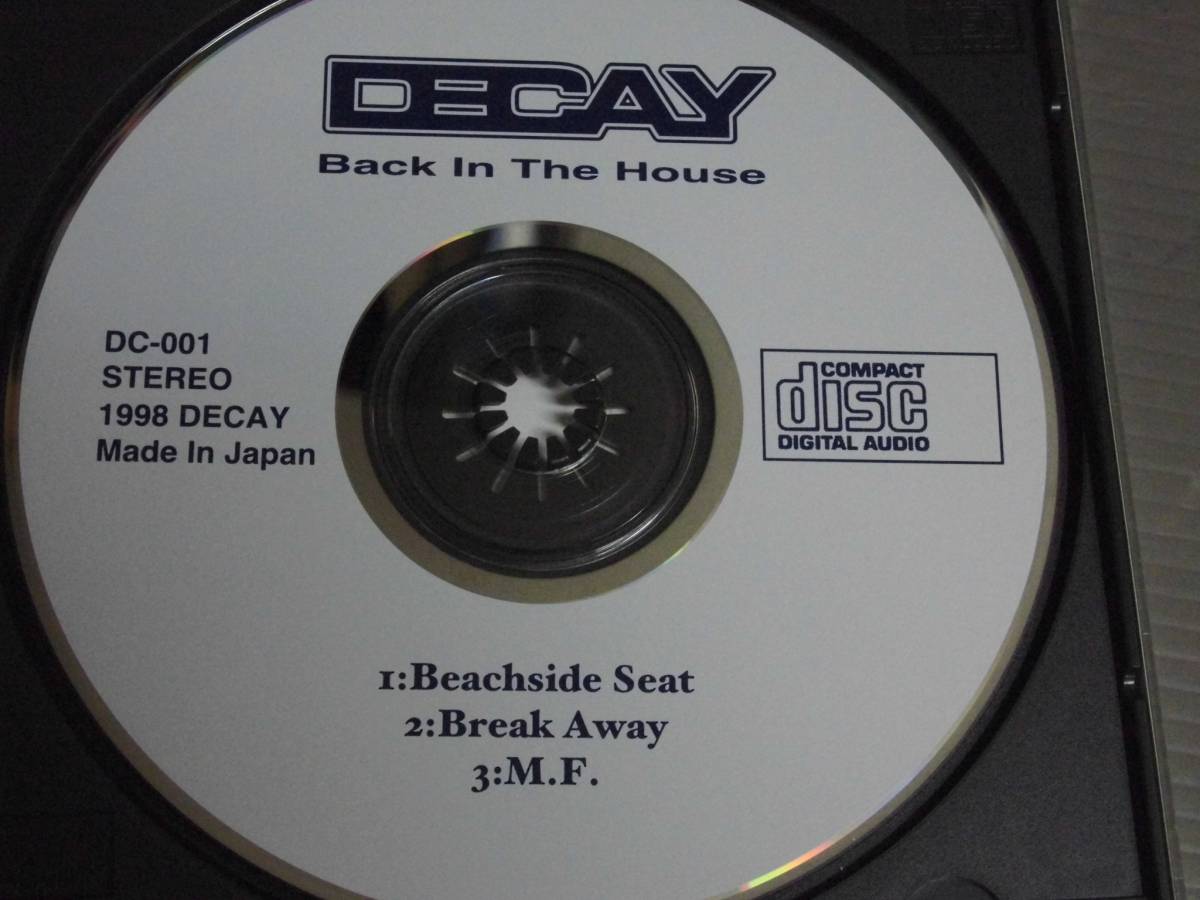 DECAY
Back In The House
DC-001
STEREO
1998 DECAY
Made In Japan
COMPACT
disc
DIGITAL AUDIO
1:Beachside Seat
2:Break Away
3:M.F.